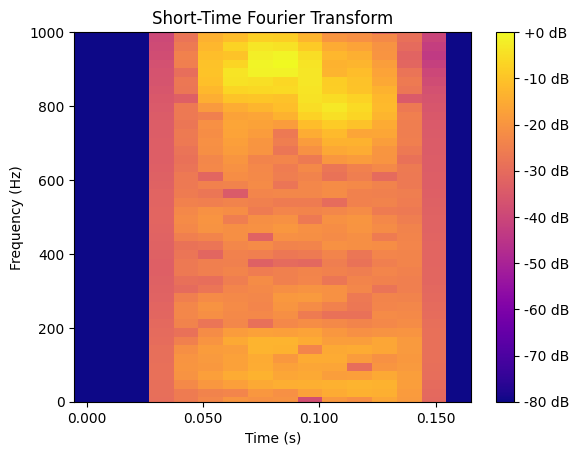 Short-Time Fourier Transform
1000
800
600
400
200
0
Frequency (Hz)
0.000
0.050
0.100
0.150
Time (s)
+0 dB
-10 dB
-20 dB
-30 dB
-40 dB
-50 dB
-60 dB
-70 dB
-80 dB